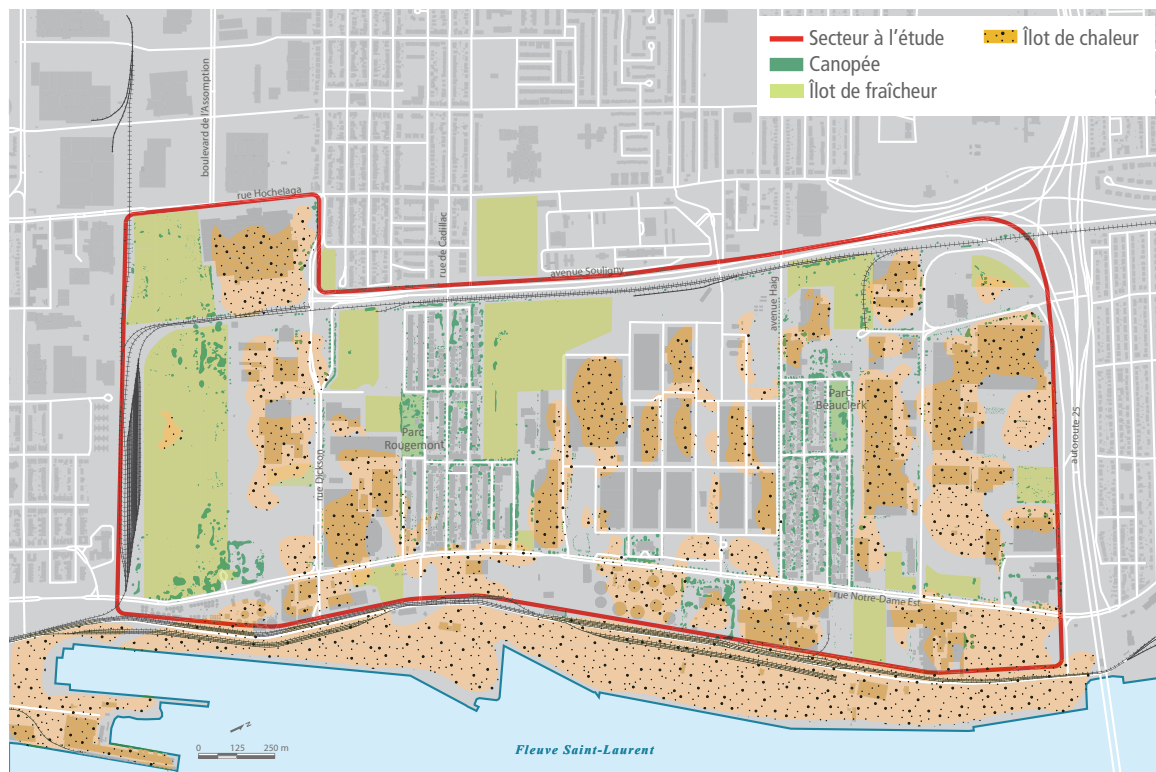 Secteur à l'étude
Îlot de chaleur
Canopée
Îlot de fraîcheur
boulevard de l'Assomption
rue Hochelaga
rue de Cadillac
avenue Souligny
avenue Haig
Parc
Beauclerk
Parc
Rougemont
rue Dickson
autoroute 25
rue Notre-Dame Est
N
0 125 250 m
Fleuve Saint-Laurent